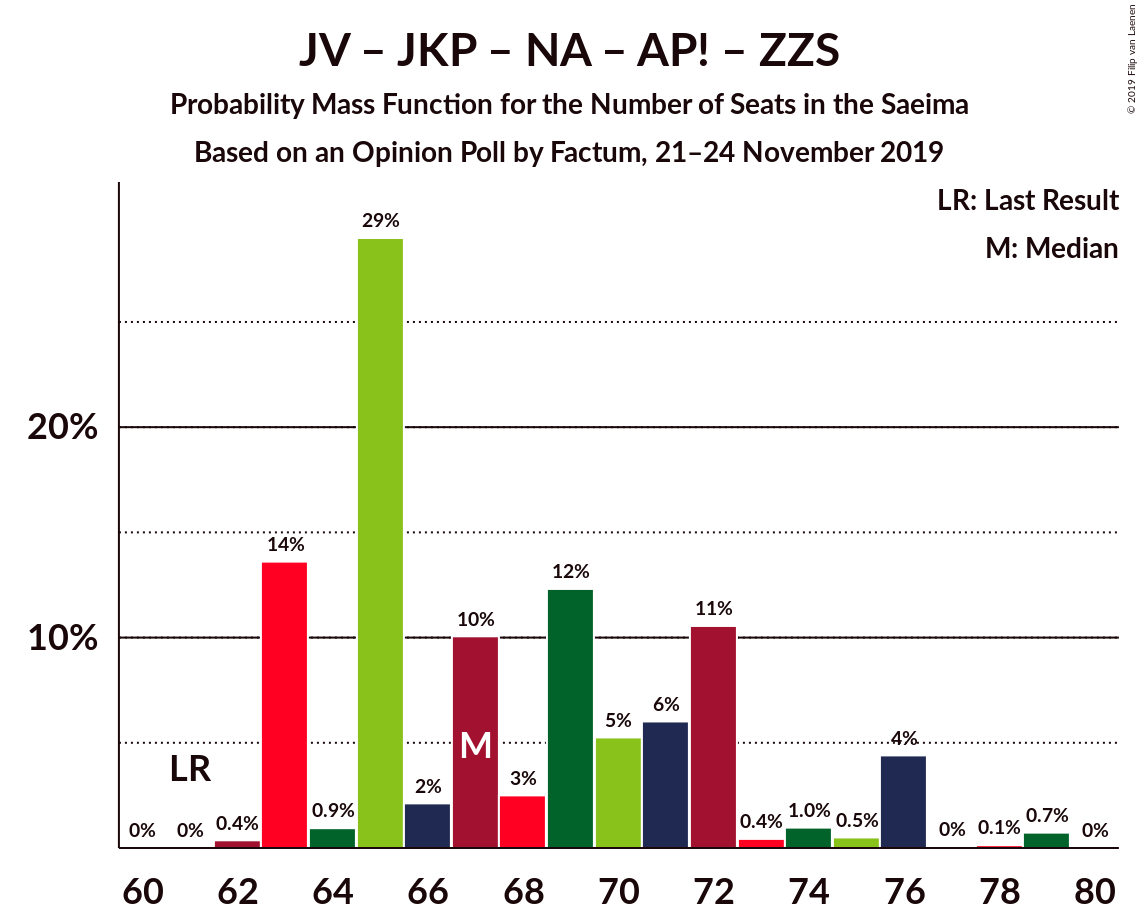 JV – JKP – NA – AP! – ZZS
Probability Mass Function for the Number of Seats in the Saeima
Based on an Opinion Poll by Factum, 21–24 November 2019
© 2019 Filip van Laenen
LR: Last Result
M: Median
29%
20%
14%
12%
11%
10%
10%
6%
5%
M
4%
LR
3%
2%
0% 0% 0.4% 0.9% 0.4% 1.0% 0.5% 0% 0.1% 0.7% 0%
60 62 64 66 68 70 72 74 76 78 80